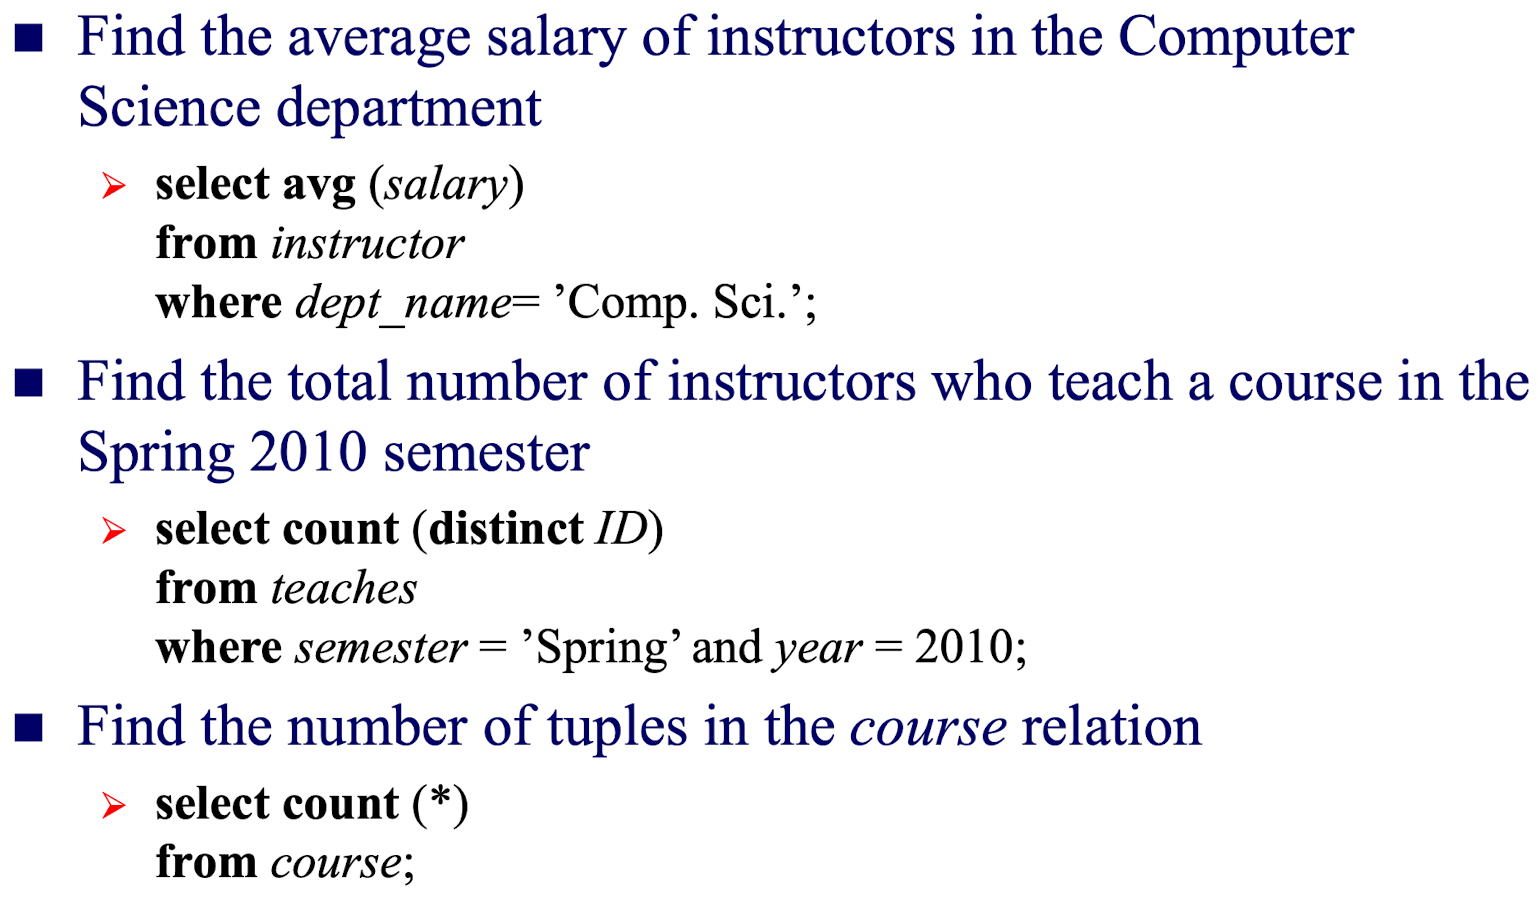 Find the average salary of instructors in the Computer
Science department
select avg (salary)
from instructor
where dept_name= ’Comp. Sci.’;
Find the total number of instructors who teach a course in the
Spring 2010 semester
select count (distinct ID)
from teaches
where semester = ’Spring’ and year = 2010;
Find the number of tuples in the course relation
select count (*)
from course;